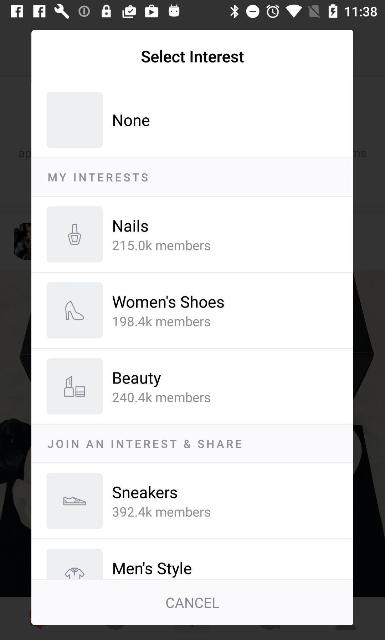 11:38
Select Interest
None
MY INTERESTS
Nails
215.0k members
Women's Shoes
198.4k members
Beauty
240.4k members
JOIN AN INTEREST & SHARE
Sneakers
392.4k members
Men's Style
CANCEL